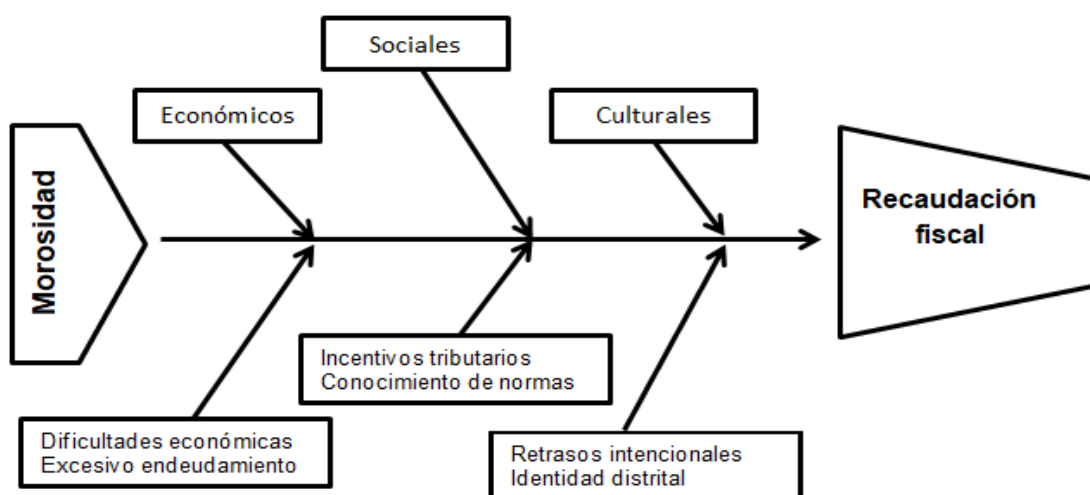 Sociales
Económicos
Culturales
Morosidad
Recaudación
fiscal
Incentivos tributarios
Conocimiento de normas
Dificultades económicas
Excesivo endeudamiento
Retrasos intencionales
Identidad distrital